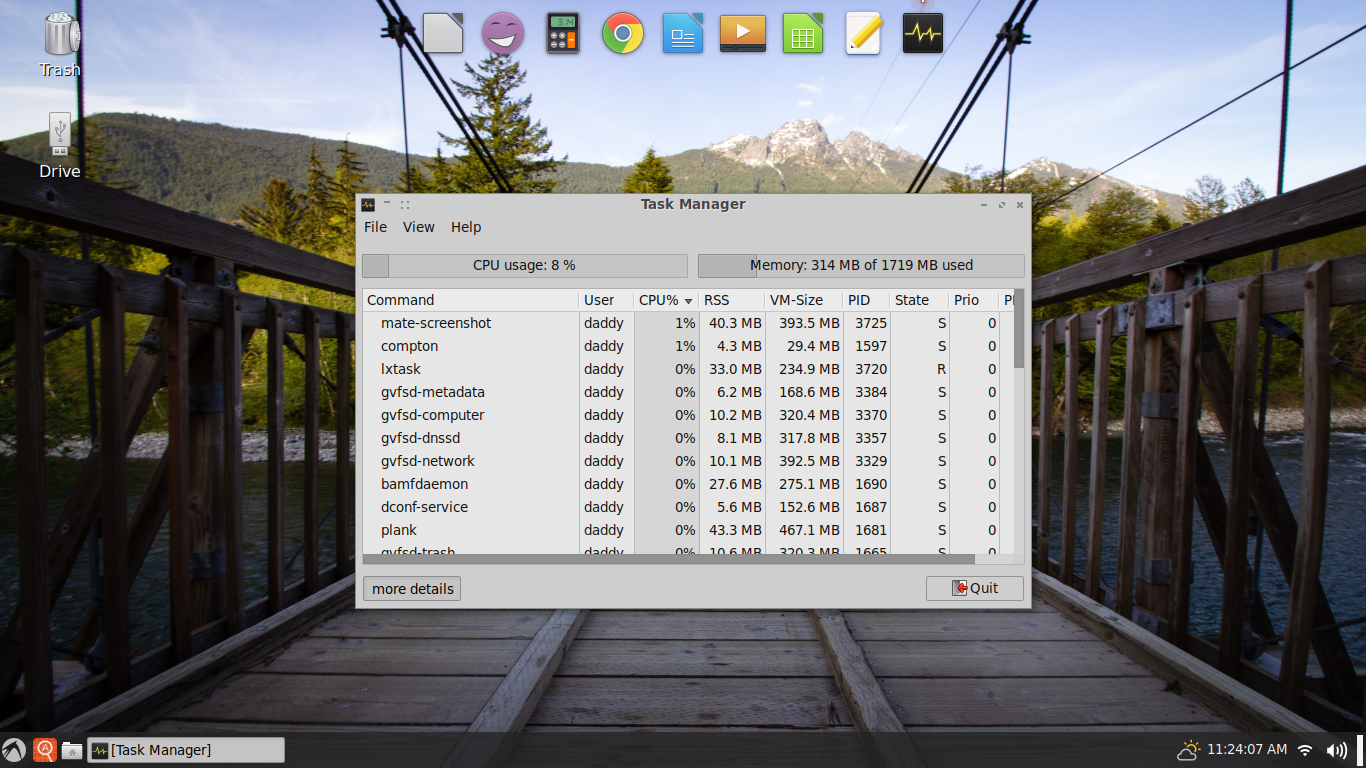 3.14
Trash
Drive
Task Manager
File View Help
CPU usage: 8 % Memory: 314 MB of 1719 MB used
Command User CPU% RSS VM-Size PID State Prio
mate-screenshot daddy 1% 40.3 MB 393.5 MB 3725 S 0
compton daddy 1% 4.3 MB 29.4 MB 1597 S 0
lxtask daddy 0% 33.0 MB 234.9 MB 3720 R 0
gvfsd-metadata daddy 0% 6.2 MB 168.6 MB 3384 S 0
gvfsd-computer daddy 0% 10.2 MB 320.4 MB 3370 S 0
gvfsd-dnssd daddy 0% 8.1 MB 317.8 MB 3357 S 0
gvfsd-network daddy 0% 10.1 MB 392.5 MB 3329 S 0
bamfdaemon daddy 0% 27.6 MB 275.1 MB 1690 S 0
dconf-service daddy 0% 5.6 MB 152.6 MB 1687 S 0
plank daddy 0% 43.3 MB 467.1 MB 1681 S 0
gvfsd-trash daddy 0% 10.6 MB 320.3 MB 1665 S 0
more details Quit
[Task Manager] 11:24:07 AM